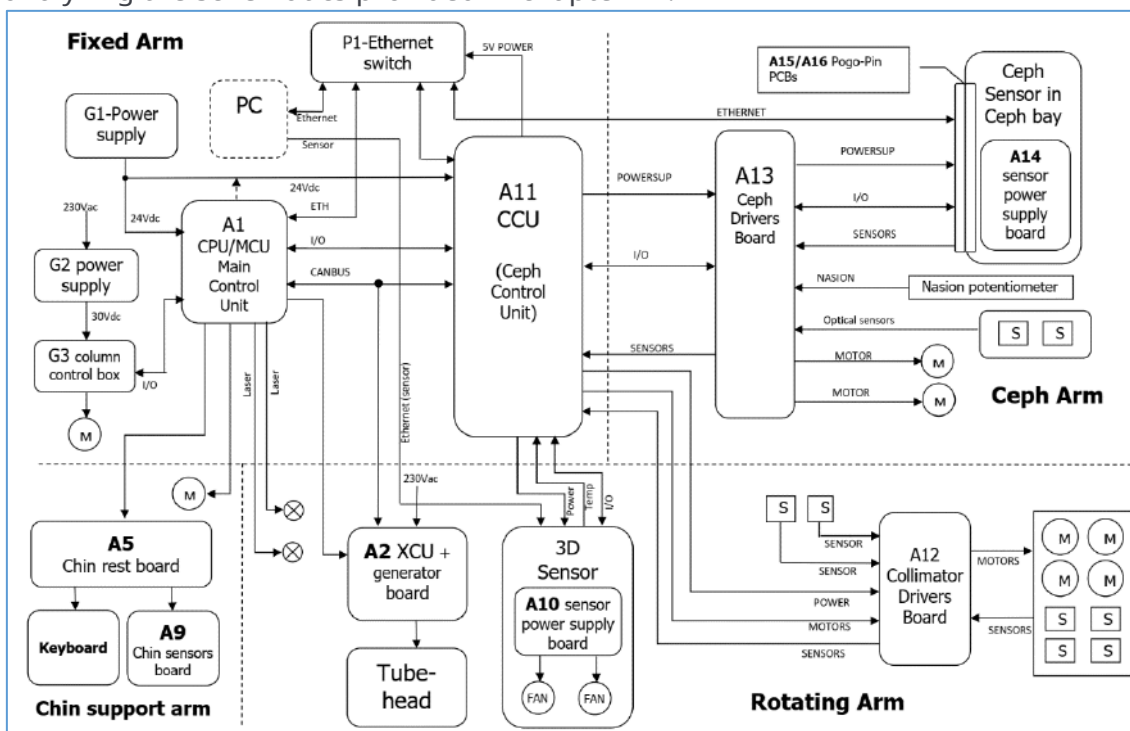 Fixed Arm
P1-Ethernet
switch
5V POWER
A15/A16 Pogo-Pin
PCBs
Ceph
Sensor in
Ceph bay
A14
sensor
power
supply
board
PC
Ethernet
Sensor
G1-Power
supply
ETHERNET
230Vac
24Vdc
24Vdc
ETH
A1
CPU/MCU
Main
Control
Unit
I/O
CANBUS
A11
CCU
(Ceph
Control
Unit)
POWERSUP
I/O
SENSORS
A13
Ceph
Drivers
Board
POWERSUP
I/O
SENSORS
NASION
Nasion potentiometer
Optical sensors
S S
MOTOR
M
MOTOR
M
Ceph Arm
G2 power
supply
30Vdc
G3 column
control box
I/O
M
Laser
Laser
Ethernet (sensor)
M
A5
Chin rest board
Keyboard
A9
Chin sensors
board
Chin support arm
230Vac
A2 XCU +
generator
board
Tube-
head
Power
Temp
I/O
3D
Sensor
A10 sensor
power supply
board
FAN FAN
S S
SENSOR
SENSOR
POWER
MOTORS
SENSORS
A12
Collimator
Drivers
Board
MOTORS
SENSORS
M M
M M
S S
S S
Rotating Arm